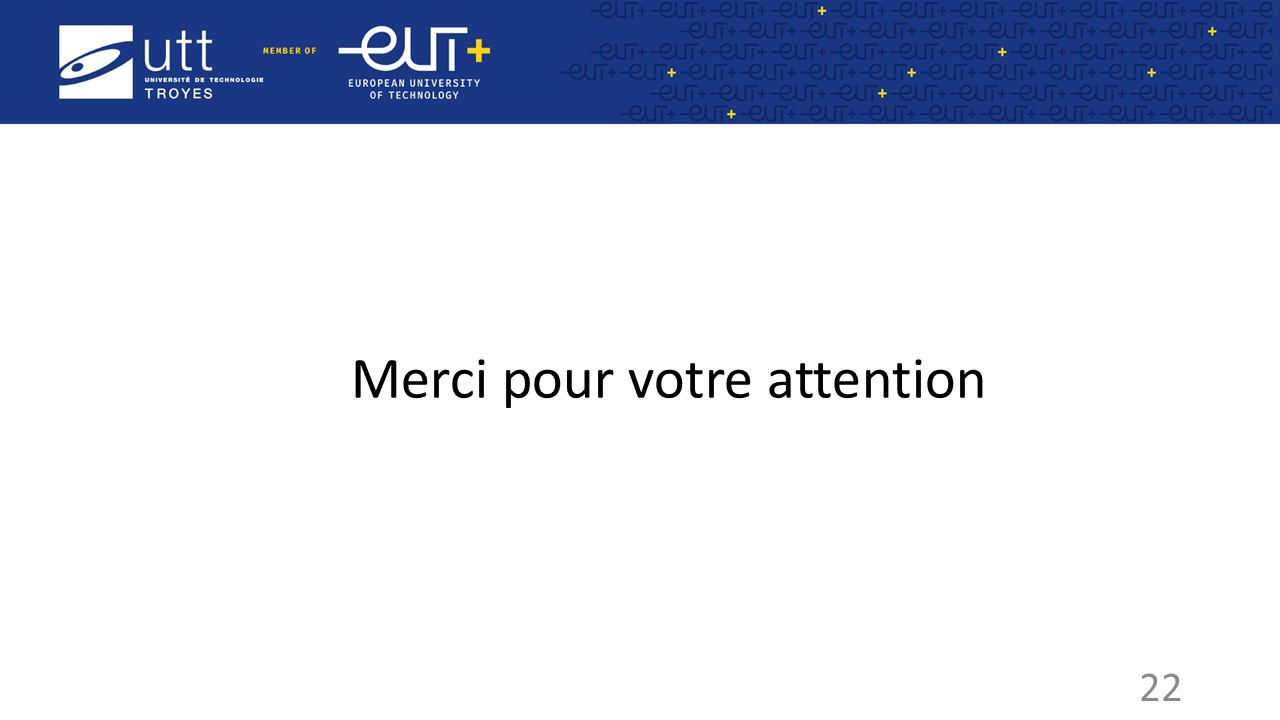 utt
UNIVERSITÉ DE TECHNOLOGIE
TROYES
MEMBER OF
EUT+
EUROPEAN UNIVERSITY
OF TECHNOLOGY
Merci pour votre attention
22